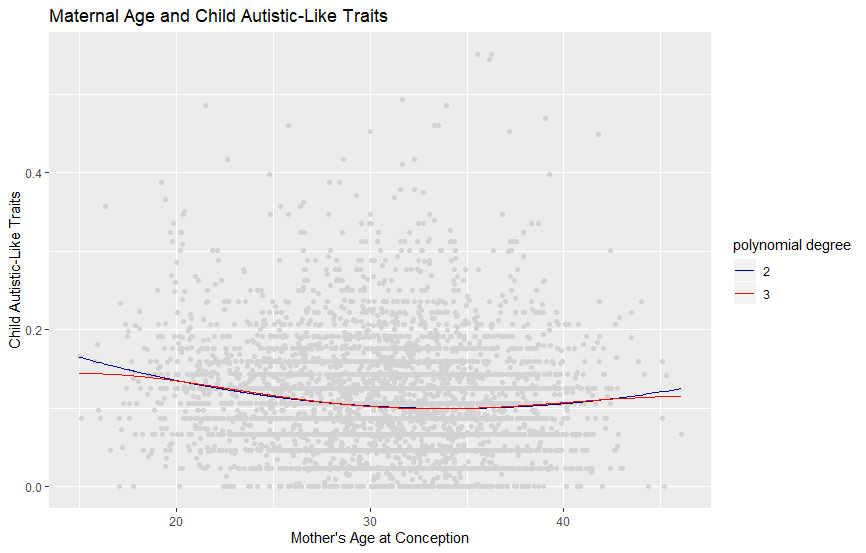 Maternal Age and Child Autistic-Like Traits
Child Autistic-Like Traits
0.4
0.2
0.0
20 30 40
Mother's Age at Conception
polynomial degree
2
3